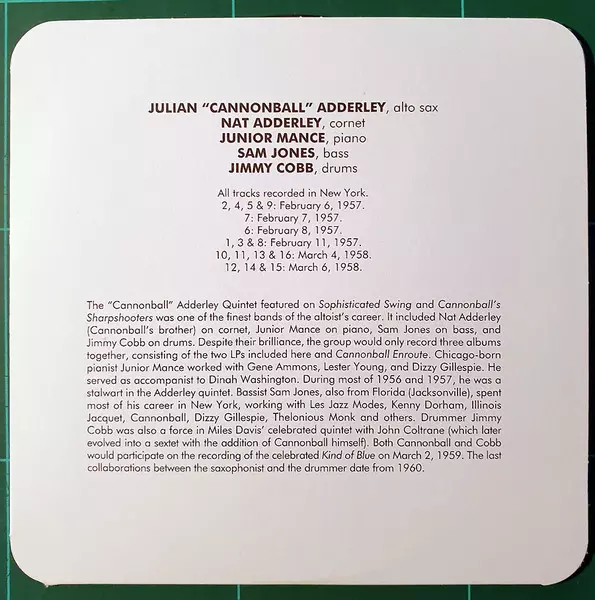 JULIAN “CANNONBALL” ADDERLEY, alto sax
NAT ADDERLEY, cornet
JUNIOR MANCE, piano
SAM JONES, bass
JIMMY COBB, drums
All tracks recorded in New York.
2, 4, 5 & 9: February 6, 1957.
7: February 7, 1957.
6: February 8, 1957.
1, 3 & 8: February 11, 1957.
10, 11, 13 & 16: March 4, 1958.
12, 14 & 15: March 6, 1958.
The “Cannonball” Adderley Quintet featured on Sophisticated Swing and Cannonball’s
Sharpshooters was one of the finest bands of the altoist’s career. It included Nat Adderley
(Cannonball’s brother) on cornet, Junior Mance on piano, Sam Jones on bass, and
Jimmy Cobb on drums. Despite their brilliance, the group would only record three albums
together, consisting of the two LPs included here and Cannonball Enroute. Chicago-born
pianist Junior Mance worked with Gene Ammons, Lester Young, and Dizzy Gillespie. He
served as accompanist to Dinah Washington. During most of 1956 and 1957, he was a
stalwart in the Adderley quintet. Bassist Sam Jones, also from Florida (Jacksonville), spent
most of his career in New York, working with Les Jazz Modes, Kenny Dorham, Illinois
Jacquet, Cannonball, Dizzy Gillespie, Thelonious Monk and others. Drummer Jimmy
Cobb was also a force in Miles Davis’ celebrated quintet with John Coltrane (which later
evolved into a sextet with the addition of Cannonball himself). Both Cannonball and Cobb
would participate on the recording of the celebrated Kind of Blue on March 2, 1959. The last
collaborations between the saxophonist and the drummer date from 1960.